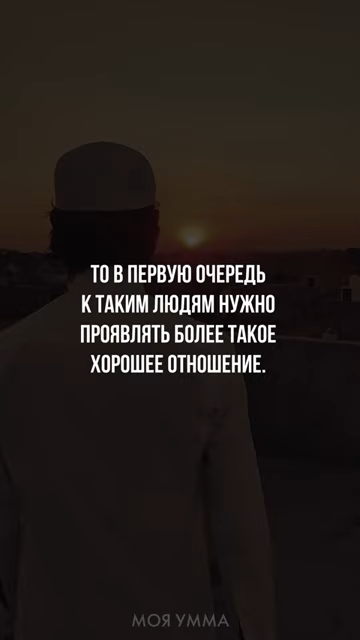 ТО В ПЕРВУЮ ОЧЕРЕДЬ
К ТАКИМ ЛЮДЯМ НУЖНО
ПРОЯВЛЯТЬ БОЛЕЕ ТАКОЕ
ХОРОШЕЕ ОТНОШЕНИЕ.
МОЯ УММА